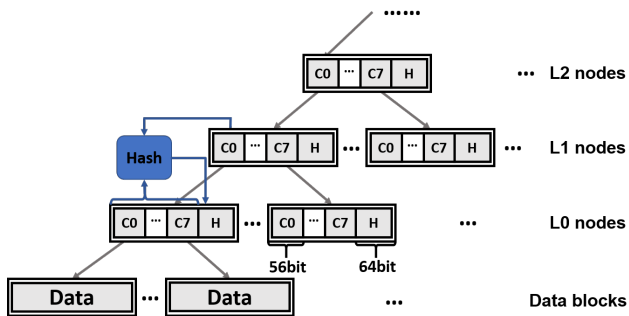 ......
C0 ... C7 H ... L2 nodes
C0 ... C7 H ... C0 ... C7 H ... L1 nodes
Hash
C0 ... C7 H ... C0 ... C7 H ... L0 nodes
56bit 64bit
Data ... Data ... Data blocks